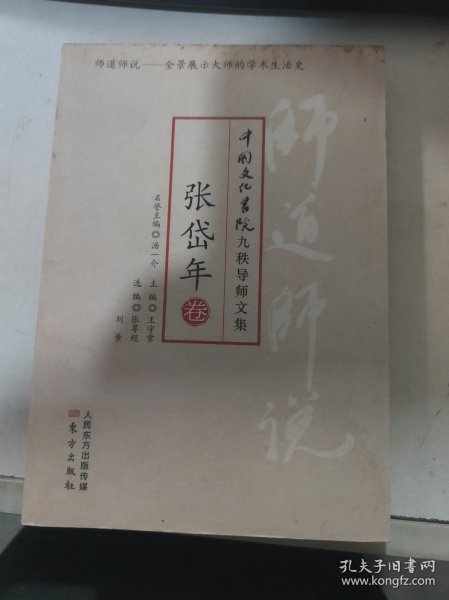 师道师说——全景展示大师的学术生活史
师道师说
中国文化书院九秩导师文集
张岱年
卷
名誉主编◎汤一介
主编◎王守常
选编◎张尊超
刘黄
人民东方出版传媒
东方出版社
孔夫子旧书网
www.kongfz.com